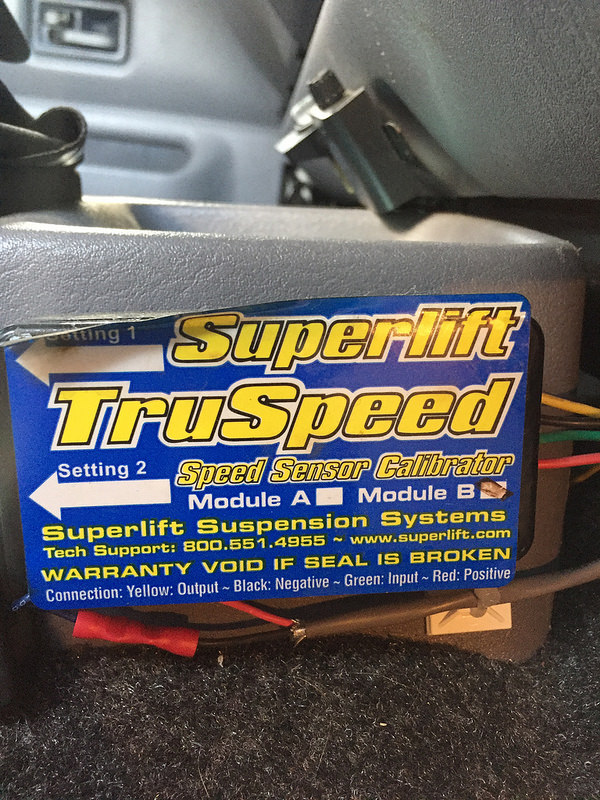 Setting 1
Superlift
TruSpeed
Setting 2
Speed Sensor Calibrator
Module A Module B
Superlift Suspension Systems
Tech Support: 800.551.4955 ~ www.superlift.com
WARRANTY VOID IF SEAL IS BROKEN
Connection: Yellow: Output ~ Black: Negative ~ Green: Input ~ Red: Positive